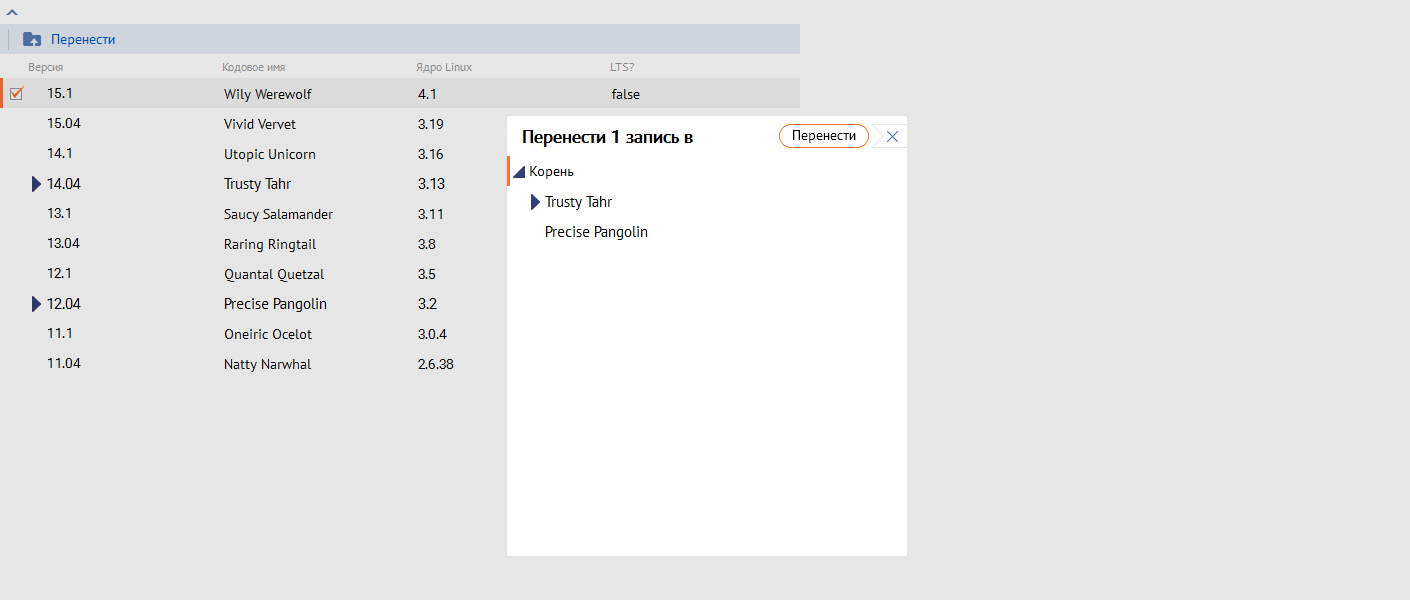 Перенести
Версия Кодовое имя Ядро Linux LTS?
15.1 Wily Werewolf 4.1 false
15.04 Vivid Vervet 3.19
14.1 Utopic Unicorn 3.16
14.04 Trusty Tahr 3.13
13.1 Saucy Salamander 3.11
13.04 Raring Ringtail 3.8
12.1 Quantal Quetzal 3.5
12.04 Precise Pangolin 3.2
11.1 Oneiric Ocelot 3.0.4
11.04 Natty Narwhal 2.6.38
Перенести 1 запись в Перенести
Корень
Trusty Tahr
Precise Pangolin